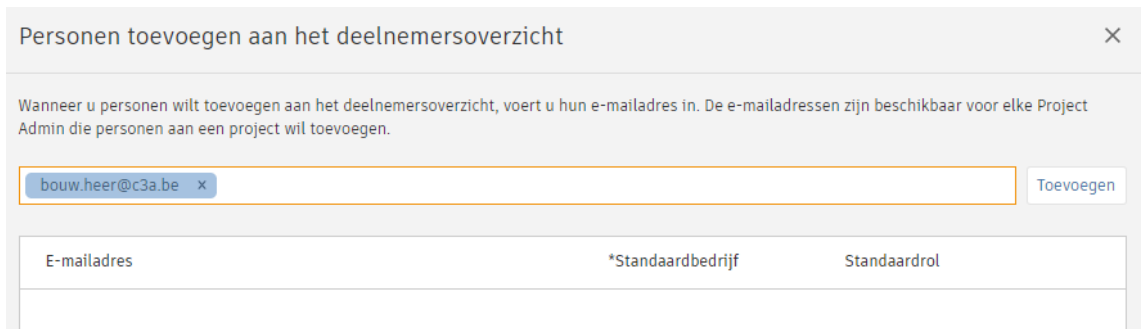 Personen toevoegen aan het deelnemersoverzicht
Wanneer u personen wilt toevoegen aan het deelnemersoverzicht, voert u hun e-mailadres in. De e-mailadressen zijn beschikbaar voor elke Project
Admin die personen aan een project wil toevoegen.
bouw.heer@c3a.be x Toevoegen
E-mailadres *Standaardbedrijf Standaardrol